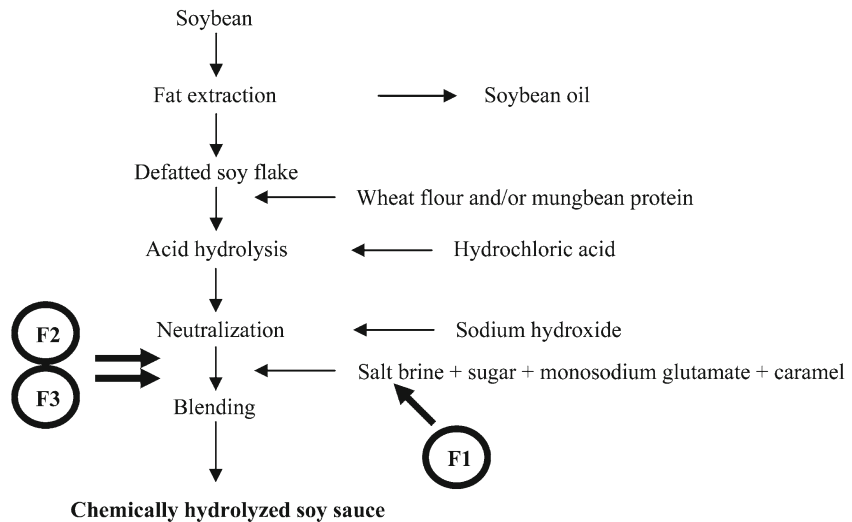 Soybean
Fat extraction
Soybean oil
Defatted soy flake
Wheat flour and/or mungbean protein
Acid hydrolysis
Hydrochloric acid
F2
Neutralization
Sodium hydroxide
Salt brine + sugar + monosodium glutamate + caramel
F3
Blending
F1
Chemically hydrolyzed soy sauce